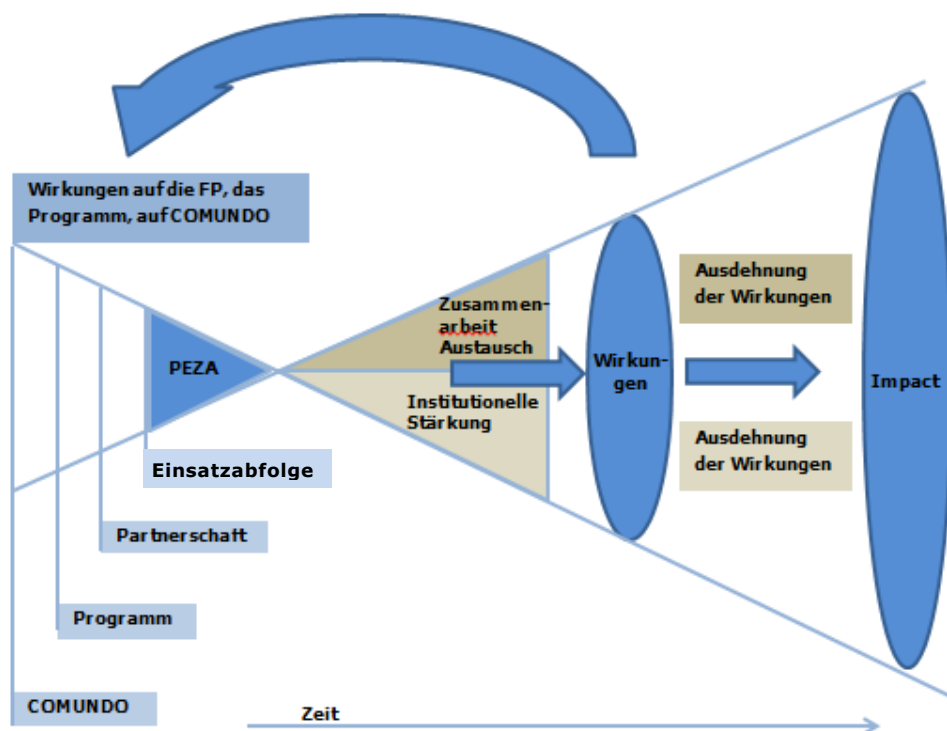 Wirkungen auf die FP, das
Programm, auf COMUNDO
PEZA
Einsatzabfolge
Partnerschaft
Programm
COMUNDO
Zusammen-
arbeit
Austausch
Institutionelle
Stärkung
Wirkun-
gen
Ausdehnung
der Wirkungen
Ausdehnung
der Wirkungen
Impact
Zeit